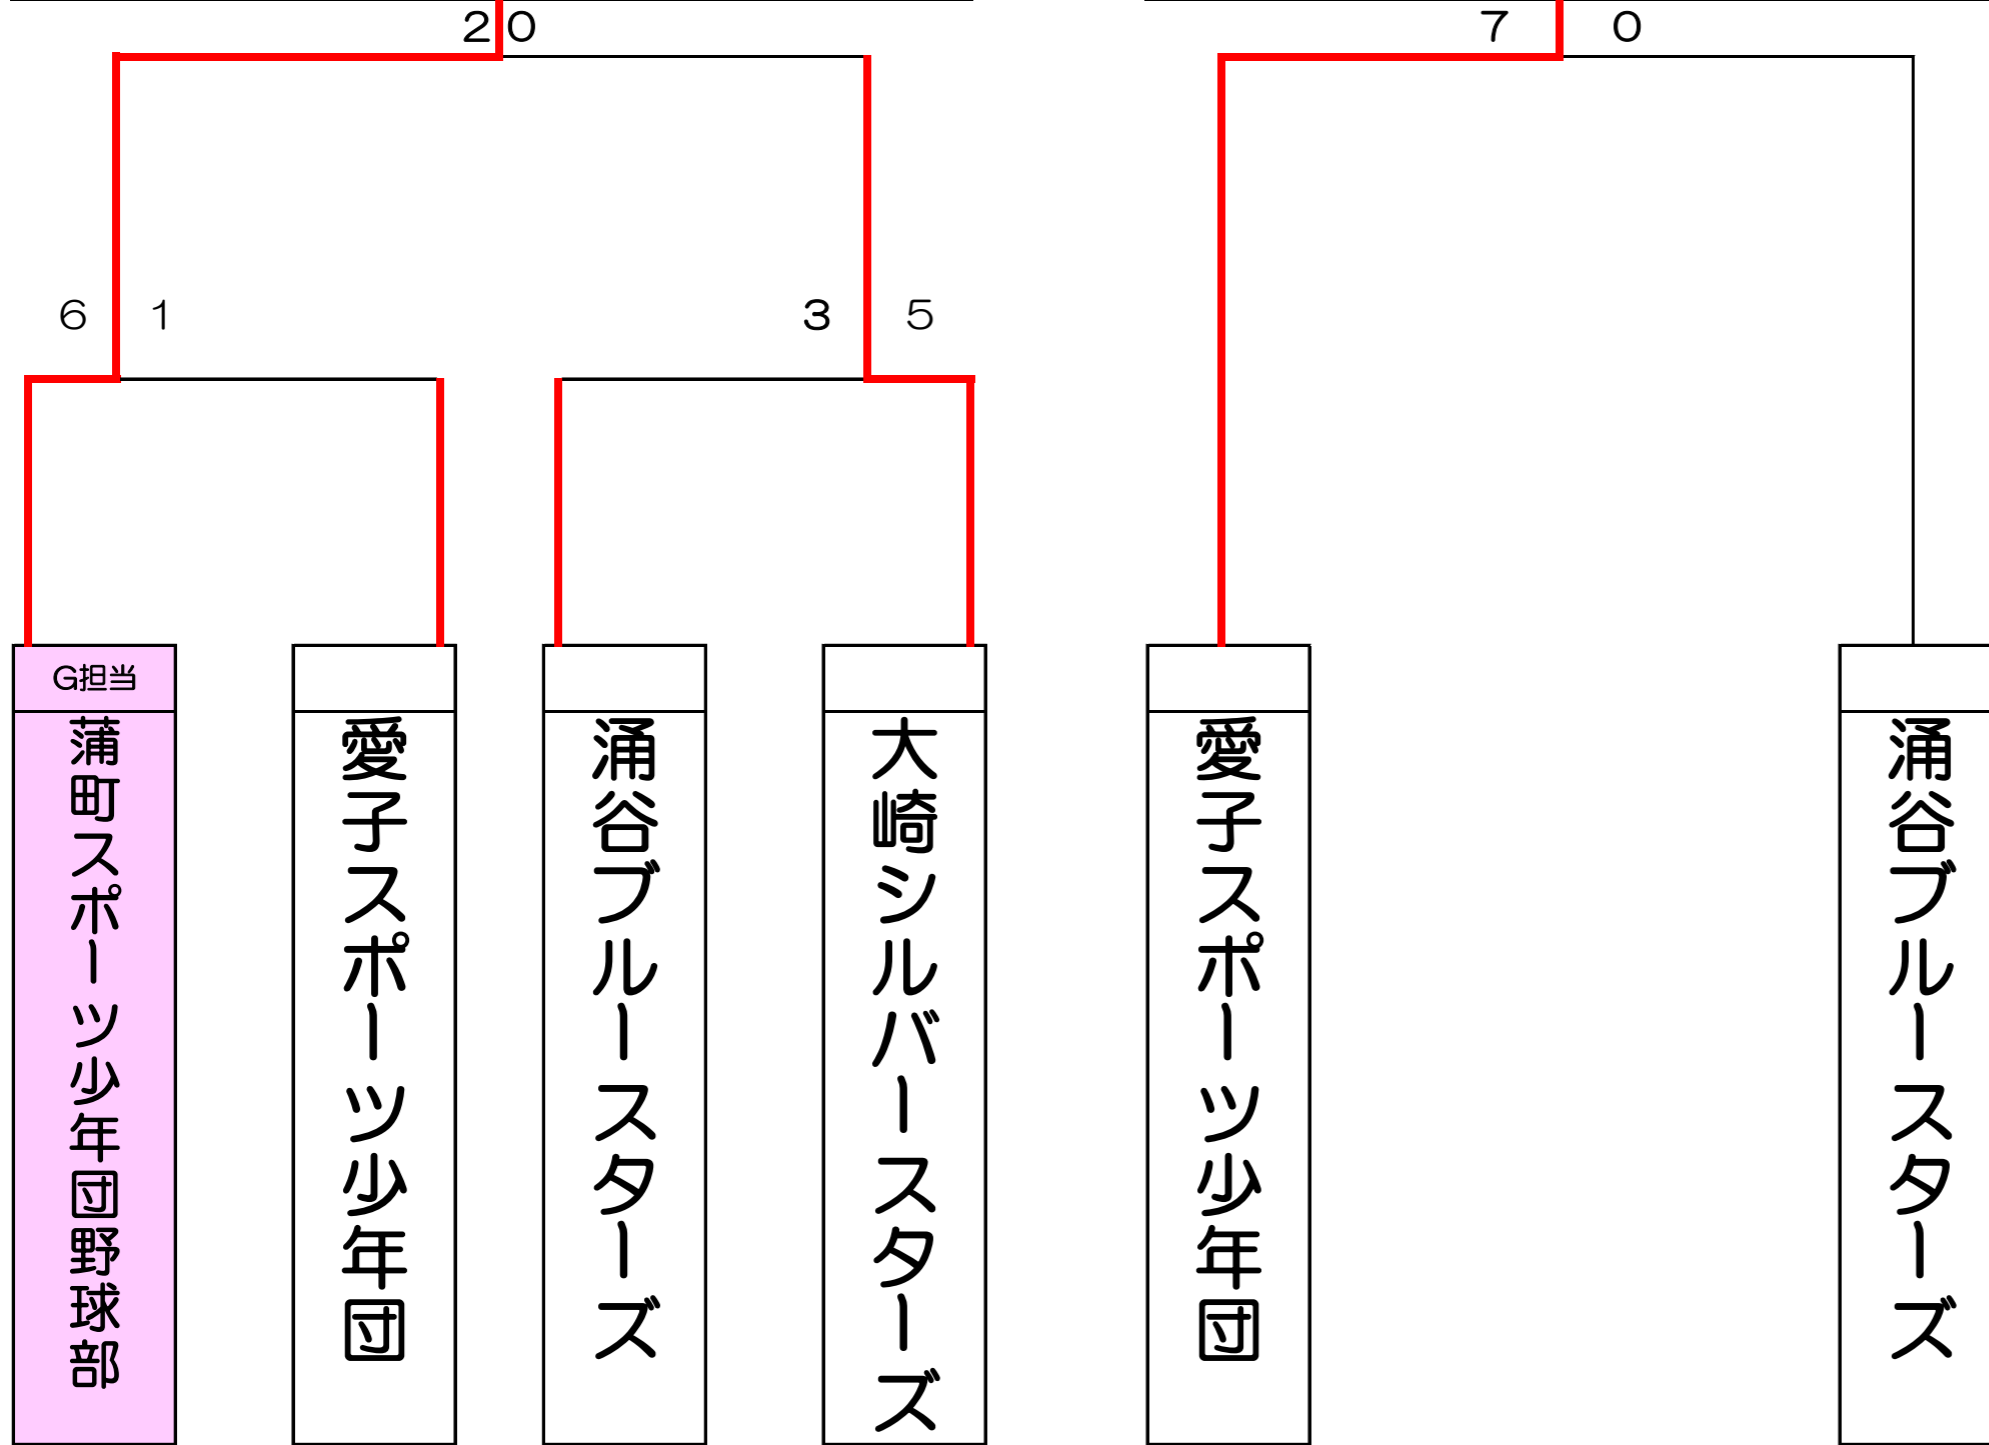 2 0
7 0
6 1
3 5
G担当
蒲町スポーツ少年団野球部
愛子スポーツ少年団
涌谷ブルースターズ
大崎シルバースターズ
愛子スポーツ少年団
涌谷ブルースターズ